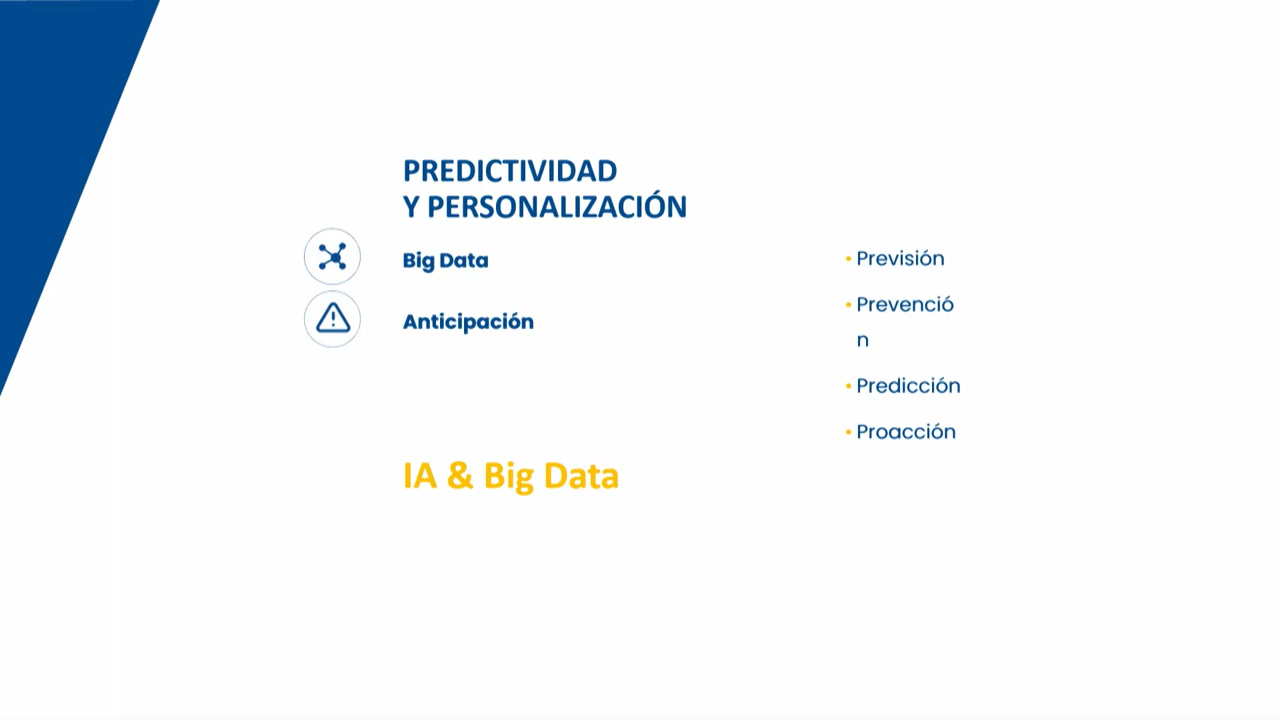 PREDICTIVIDAD
Y PERSONALIZACIÓN
Big Data
Anticipación
• Previsión
• Prevenció
n
• Predicción
• Proacción
IA & Big Data